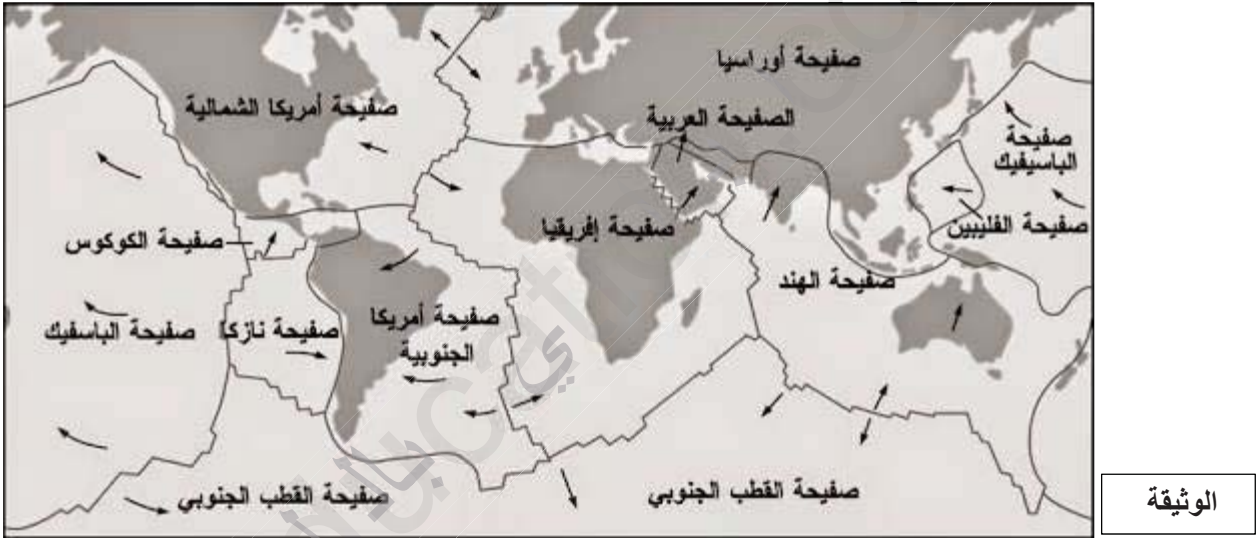 صفيحة أوراسيا
صفيحة أمريكا الشمالية
الصفيحة العربية
صفيحة
الباسيفيك
صفيحة الكوكوس
صفيحة إفريقيا
صفيحة الفليبين
صفيحة الهند
صفيحة الباسفيك
صفيحة نازكا
صفيحة أمريكا
الجنوبية
صفيحة القطب الجنوبي
صفيحة القطب الجنوبي
الوثيقة